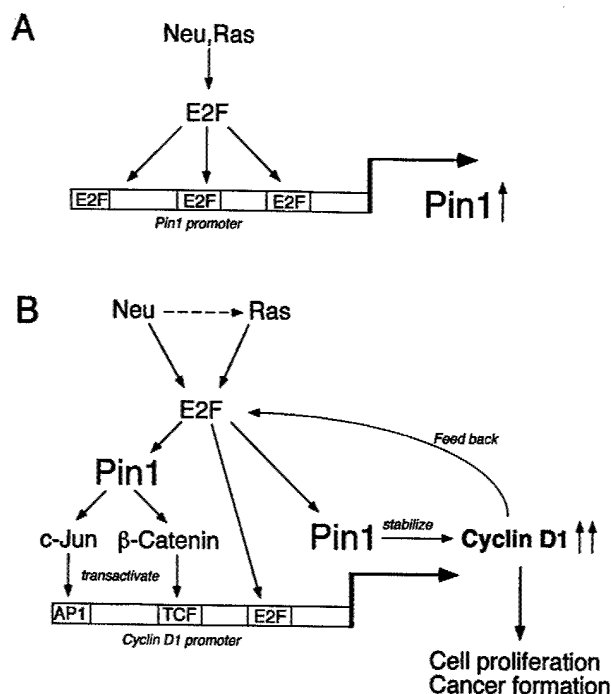 A
Neu,Ras
E2F
E2F E2F E2F
Pin1 promoter
Pin1
B
Neu Ras
E2F
Feed back
Pin1
Pin1 stabilize Cyclin D1
c-Jun β-Catenin
transactivate
AP1 TCF E2F
Cyclin D1 promoter
Cell proliferation
Cancer formation